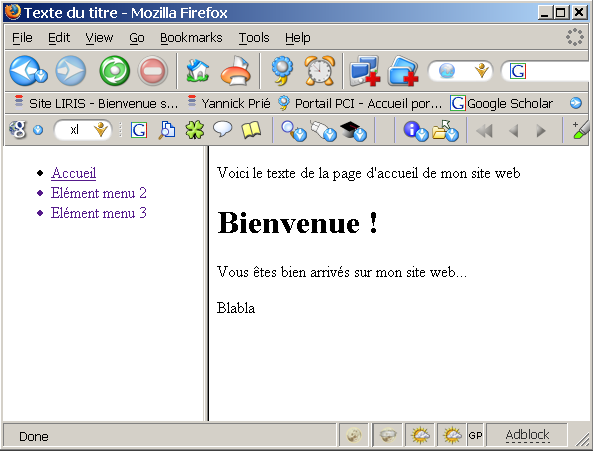 Texte du titre - Mozilla Firefox
File Edit View Go Bookmarks Tools Help
G
Site LIRIS - Bienvenue s... Yannick Prié Portail PCI - Accueil por... G Google Scholar
g xl G
Accueil
Elément menu 2
Elément menu 3
Voici le texte de la page d'accueil de mon site web
Bienvenue !
Vous êtes bien arrivés sur mon site web...
Blabla
Done GP Adblock